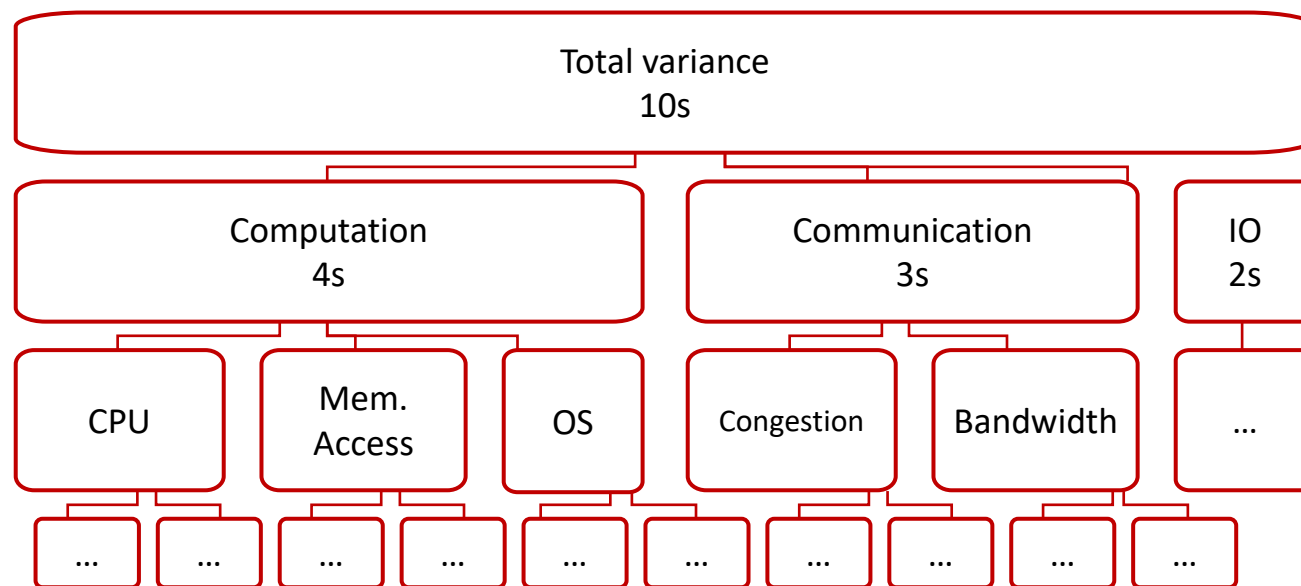 Total variance
10s
Computation
4s
Communication
3s
IO
2s
CPU
Mem.
Access
OS
Congestion
Bandwidth
...
...
...
...
...
...
...
...
...
...
...